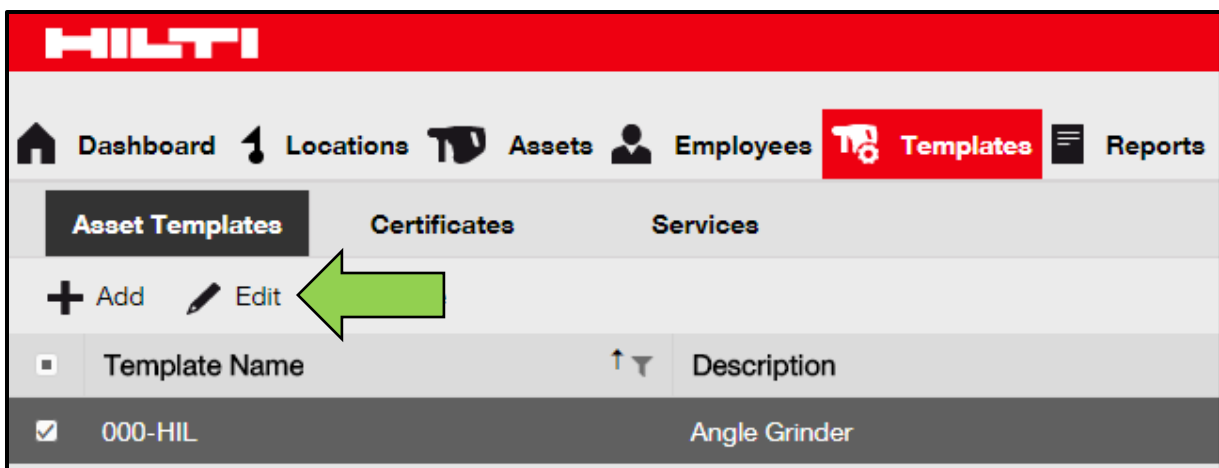 HILTI
Dashboard Locations Assets Employees Templates Reports
Asset Templates Certificates Services
Add Edit
Template Name Description
000-HIL Angle Grinder